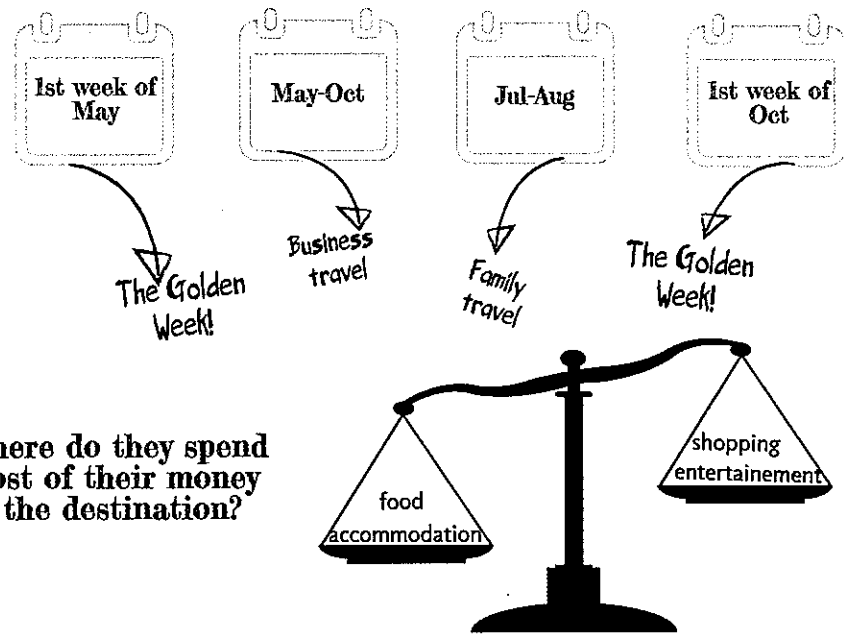 1st week of
May
May-Oct
Jul-Aug
1st week of
Oct
The Golden
Week!
Business
travel
Family
travel
The Golden
Week!
here do they spend
ost of their money
the destination?
food
accommodation
shopping
entertainement